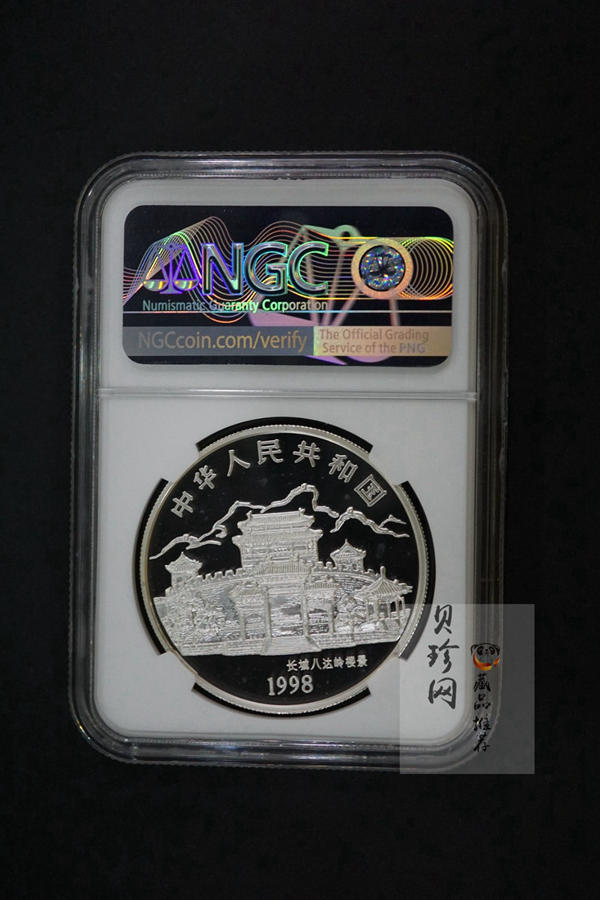 NGC
Numismatic Guaranty Corporation
NGCcoin.com/verify
The Official Grading
Service of the PNG
中华人民共和国
长城八达岭楼景
1998
贝珍网
藏品推荐